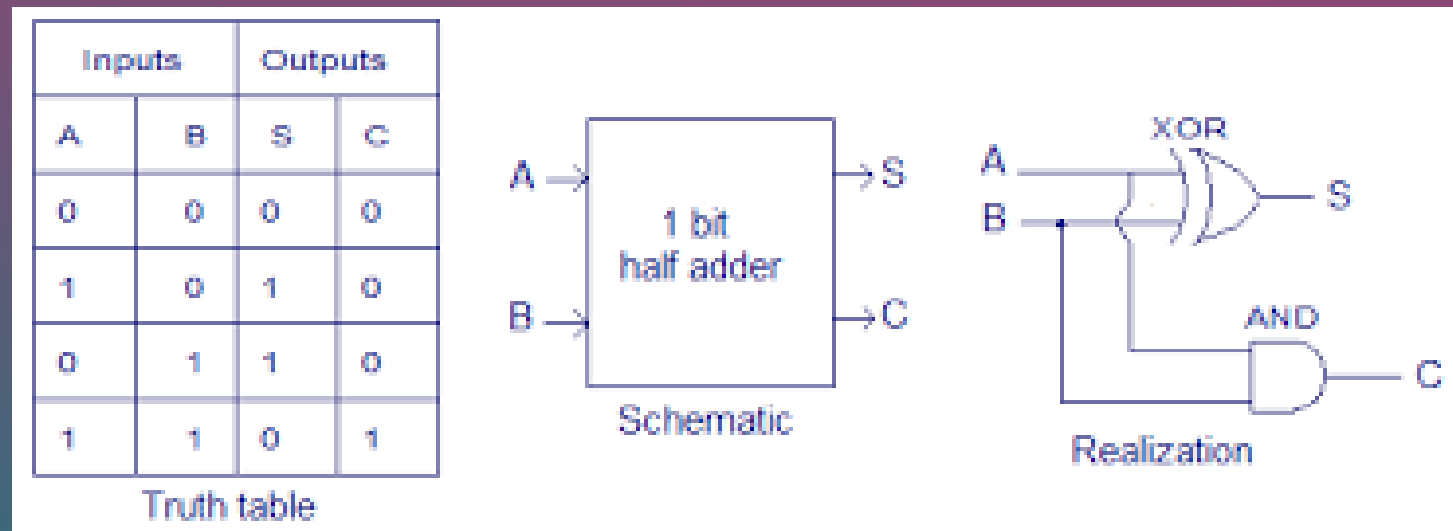 Inputs Outputs
A B S C
0 0 0 0
1 0 1 0
0 1 1 0
1 1 0 1
Truth table
A
B
1 bit
half adder
S
C
Schematic
XOR
A
B
S
AND
C
Realization